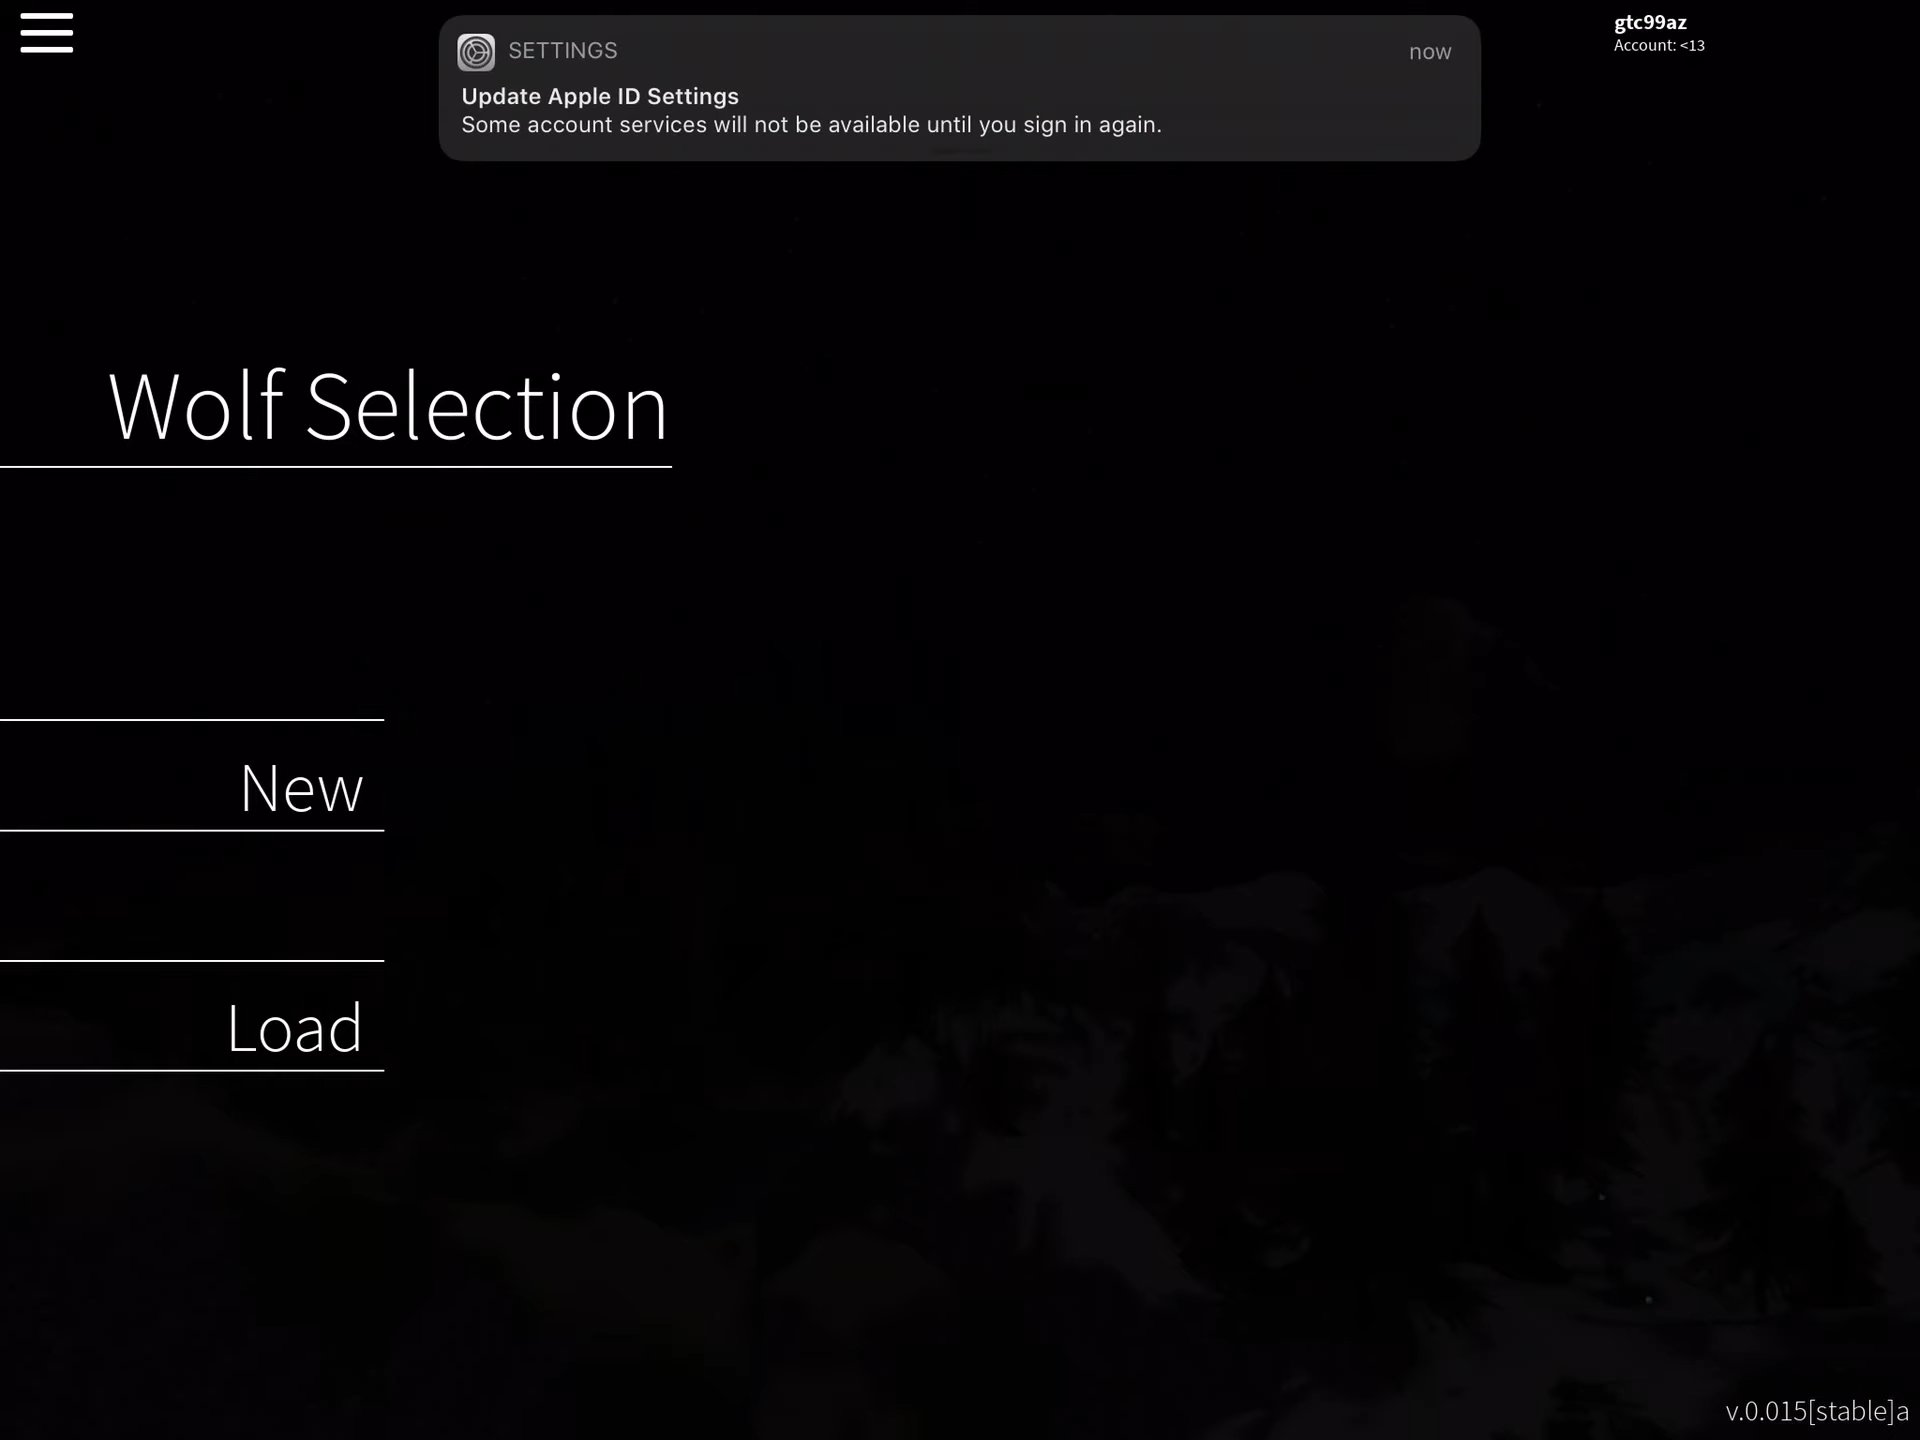 SETTINGS
now
Update Apple ID Settings
Some account services will not be available until you sign in again.
gtc99az
Account: <13
Wolf Selection
New
Load
v.0.015[stable]a